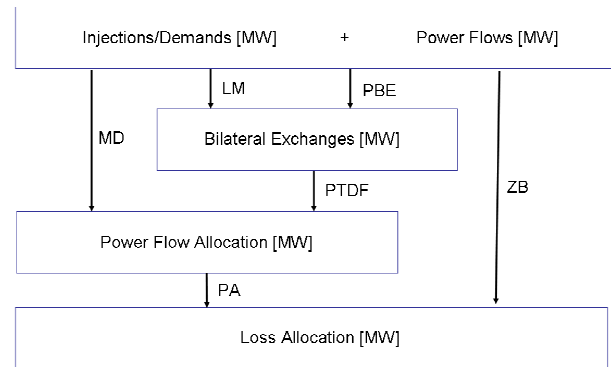 Injections/Demands [MW] + Power Flows [MW]
LM PBE
MD
Bilateral Exchanges [MW]
PTDF
ZB
Power Flow Allocation [MW]
PA
Loss Allocation [MW]